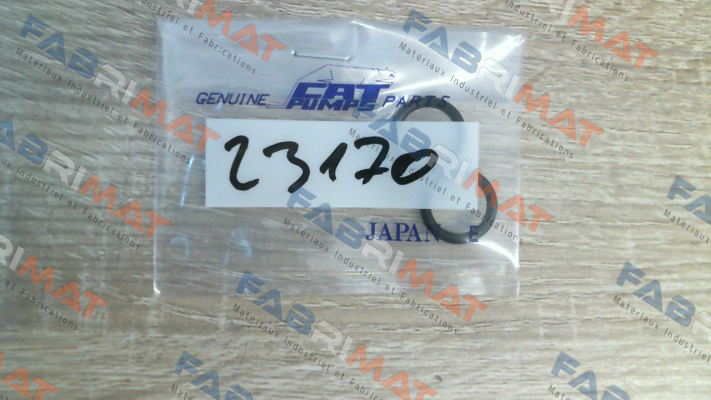 GENUINE CAT PUMPS PARTS
23170
JAPAN E
FABRIMAT
Materiaux Industriel et Fabrications